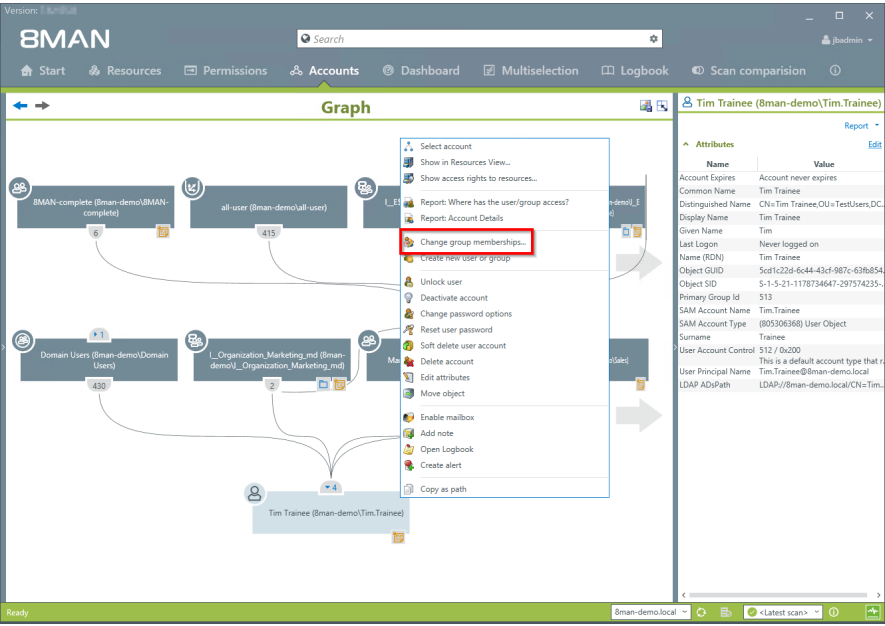 Version:
8MAN
Search
jbadmin
Start
Resources
Permissions
Accounts
Dashboard
Multiselection
Logbook
Scan comparision
Graph
Tim Trainee (8man-demo\Tim.Trainee)
Report
Attributes
Edit
Name Value
Account Expires Account never expires
Common Name Tim Trainee
Distinguished Name CN=Tim Trainee,OU=TestUsers,DC...
Display Name Tim Trainee
Given Name Tim
Last Logon Never logged on
Name (RDN) Tim Trainee
Object GUID 5cd1c22d-6c44-43cf-987c-63fb854...
Object SID S-1-5-21-1178734647-297574235-...
Primary Group Id 513
SAM Account Name Tim.Trainee
SAM Account Type (805306368) User Object
Surname Trainee
User Account Control 512 / 0x200
This is a default account type that r...
User Principal Name Tim.Trainee@8man-demo.local
LDAP ADsPath LDAP://8man-demo.local/CN=Tim...
8MAN-complete (8man-demo\8MAN-
complete)
6
all-user (8man-demo\all-user)
415
Domain Users (8man-demo\Domain
Users)
1
430
I_Organization_Marketing_md (8man-
demo\I_Organization_Marketing_md)
2
4
Tim Trainee (8man-demo\Tim.Trainee)
Select account
Show in Resources View...
Show access rights to resources...
Report: Where has the user/group access?
Report: Account Details
Change group memberships...
Create new user or group
Unlock user
Deactivate account
Change password options
Reset user password
Soft delete user account
Delete account
Edit attributes
Move object
Enable mailbox
Add note
Open Logbook
Create alert
Copy as path
Ready
8man-demo.local
<Latest scan>